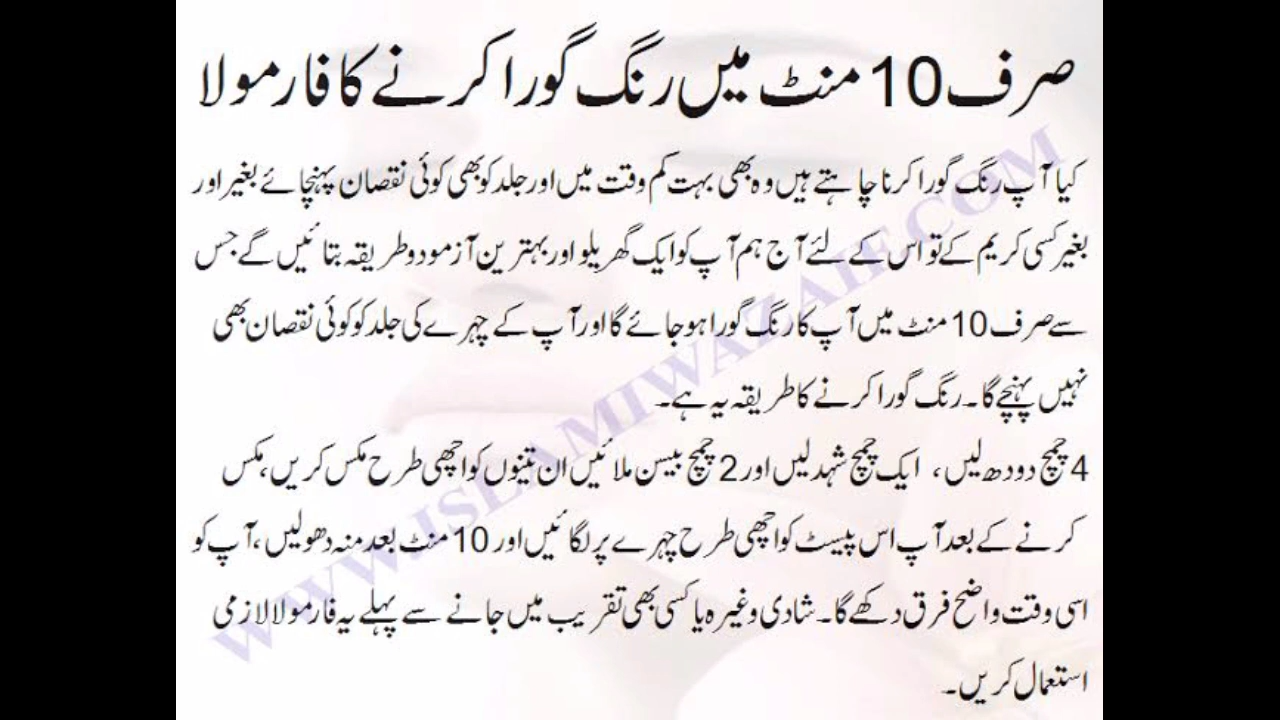 صرف 10 منٹ میں رنگ گورا کرنے کا فارمولا
کیا آپ رنگ گورا کرنا چاہتے ہیں وہ بھی بہت کم وقت میں اور جلد کو بھی کوئی نقصان پہنچائے بغیر اور
بغیر کسی کریم کے تو اس کے لئے آج ہم آپ کو ایک گھریلو اور بہترین آزمودو طریقہ بتائیں گے جس
سے صرف 10 منٹ میں آپ کا رنگ گورا ہو جائے گا اور آپ کے چہرے کی جلد کو کوئی نقصان بھی
نہیں پہنچے گا۔ رنگ گورا کرنے کا طریقہ یہ ہے۔
4 چمچ دودھ لیں، ایک چمچ شہد لیں اور 2 چمچ بیسن ملائیں ان تینوں کو اچھی طرح مکس کریں، مکس
کرنے کے بعد آپ اس پیسٹ کو اچھی طرح چہرے پر لگائیں اور 10 منٹ بعد منہ دھو لیں، آپ کو
اسی وقت واضح فرق دکھے گا۔ شادی وغیرہ یا کسی بھی تقریب میں جانے سے پہلے یہ فارمولا لازمی
استعمال کریں۔
WWW.ISLAMIWAZAIF.COM